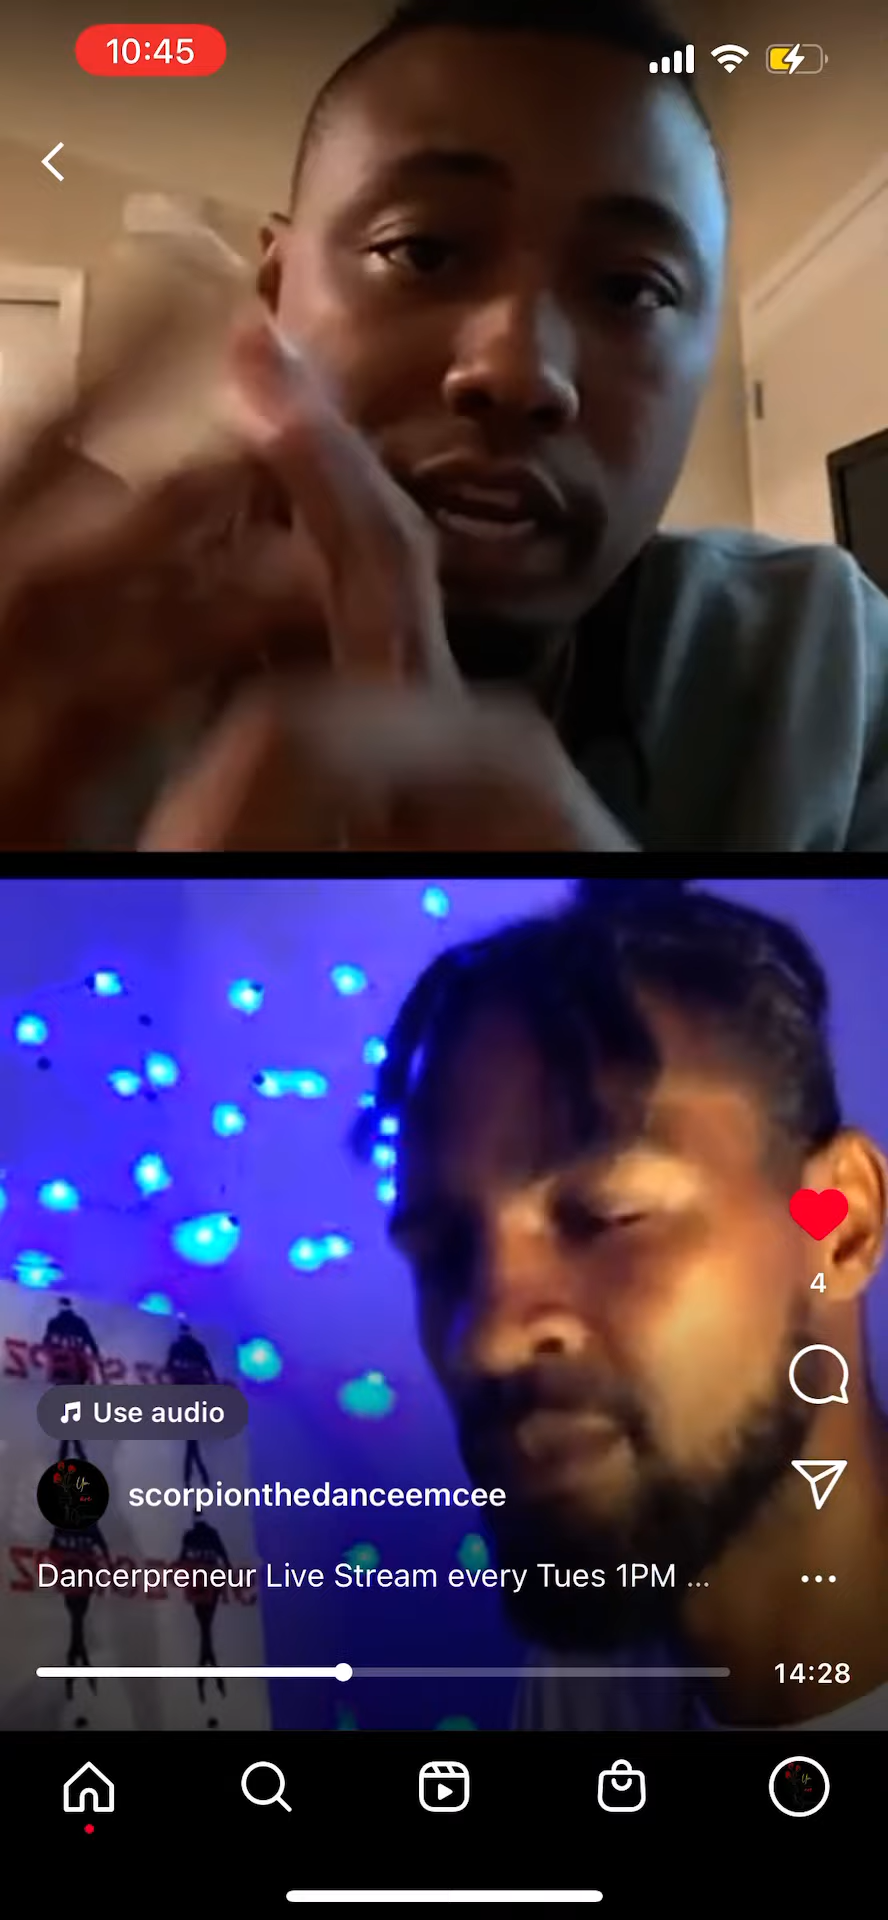 10:45
4
Use audio
scorpionthedanceemcee
Dancerpreneur Live Stream every Tues 1PM ...
14:28